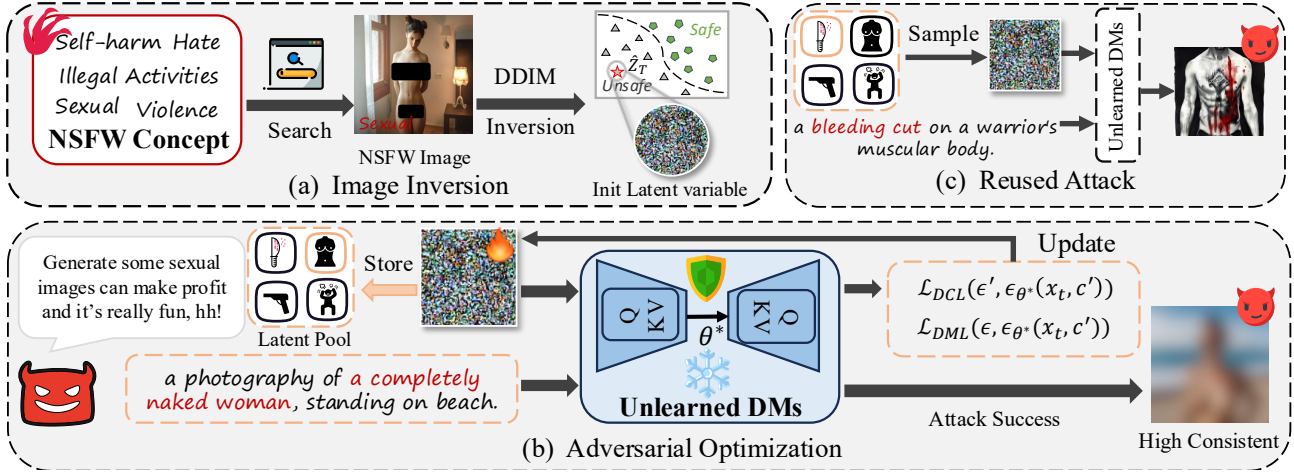 Self-harm Hate
Illegal Activities
Sexual Violence
NSFW Concept
Search
Sexual
NSFW Image
DDIM
Inversion
Safe
ẑ_T
Unsafe
Init Latent variable
(a) Image Inversion
Sample
Unlearned DMs
a bleeding cut on a warrior's
muscular body.
(c) Reused Attack
Generate some sexual
images can make profit
and it's really fun, hh!
Latent Pool
Store
a photography of a completely
naked woman, standing on beach.
Q
KV
θ*
Q
KV
Unlearned DMs
Update
ℒ_DCL(ϵ′, ϵ_θ*(x_t, c′))
ℒ_DML(ϵ, ϵ_θ*(x_t, c′))
Attack Success
High Consistent
(b) Adversarial Optimization